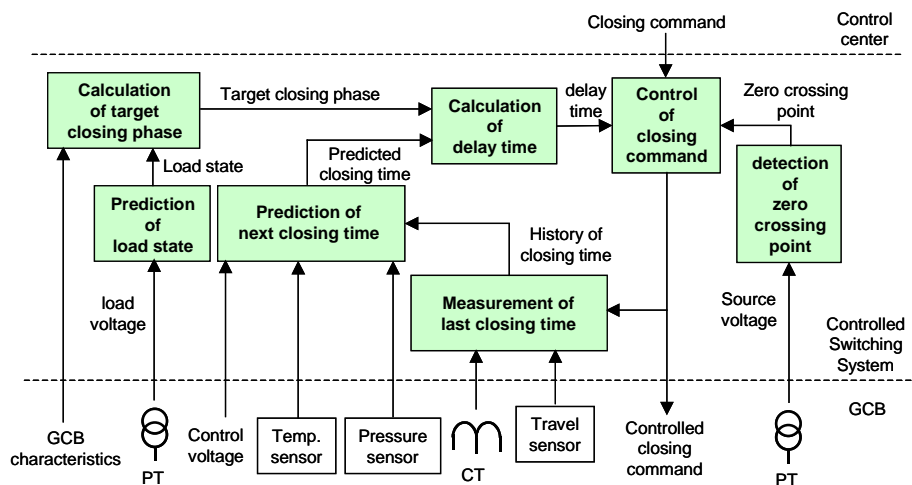 Closing command
Control
center
Calculation
of target
closing phase
Target closing phase
Calculation
of
delay time
delay
time
Control
of
closing
command
Zero crossing
point
Load state
Predicted
closing time
Prediction
of
load state
Prediction of
next closing time
detection
of
zero
crossing
point
History of
closing time
load
voltage
Measurement of
last closing time
Source
voltage
Controlled
Switching
System
GCB
GCB
characteristics
PT
Control
voltage
Temp.
sensor
Pressure
sensor
CT
Travel
sensor
Controlled
closing
command
PT